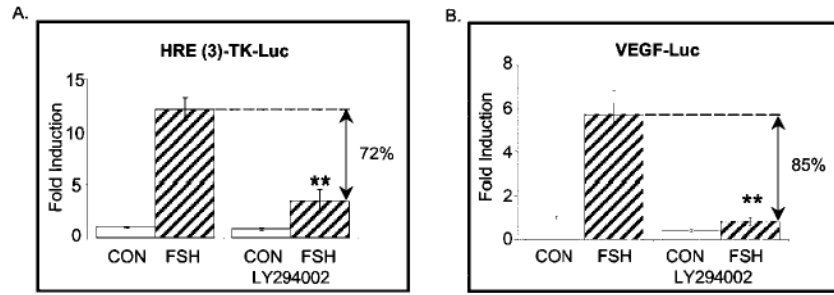 A.
HRE (3)-TK-Luc
Fold Induction
15
10
5
0
72%
**
CON FSH CON FSH
LY294002
B.
VEGF-Luc
Fold Induction
8
6
4
2
0
85%
**
CON FSH CON FSH
LY294002